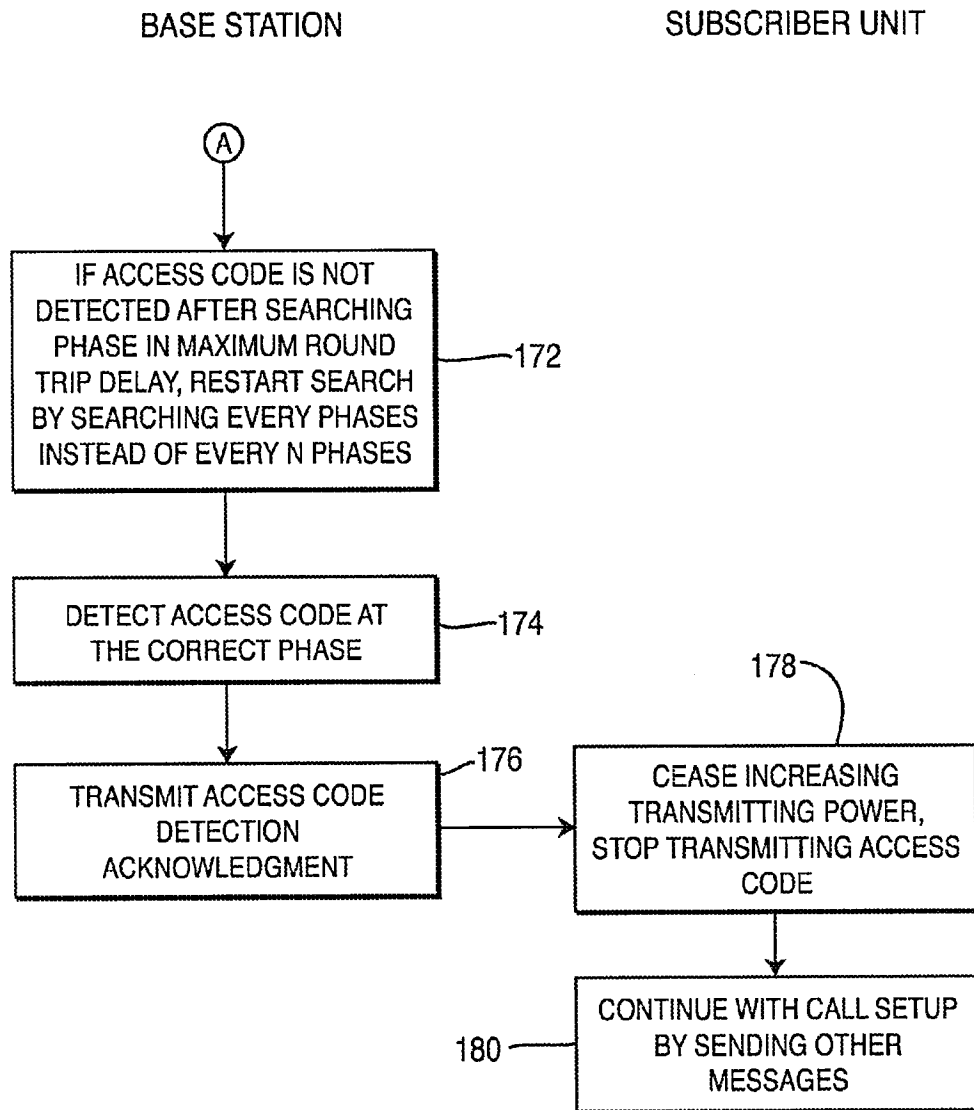 BASE STATION
SUBSCRIBER UNIT
A
IF ACCESS CODE IS NOT
DETECTED AFTER SEARCHING
PHASE IN MAXIMUM ROUND
TRIP DELAY, RESTART SEARCH
BY SEARCHING EVERY PHASES
INSTEAD OF EVERY N PHASES
172
DETECT ACCESS CODE AT
THE CORRECT PHASE
174
TRANSMIT ACCESS CODE
DETECTION
ACKNOWLEDGMENT
176
178
CEASE INCREASING
TRANSMITTING POWER,
STOP TRANSMITTING ACCESS
CODE
CONTINUE WITH CALL SETUP
BY SENDING OTHER
MESSAGES
180